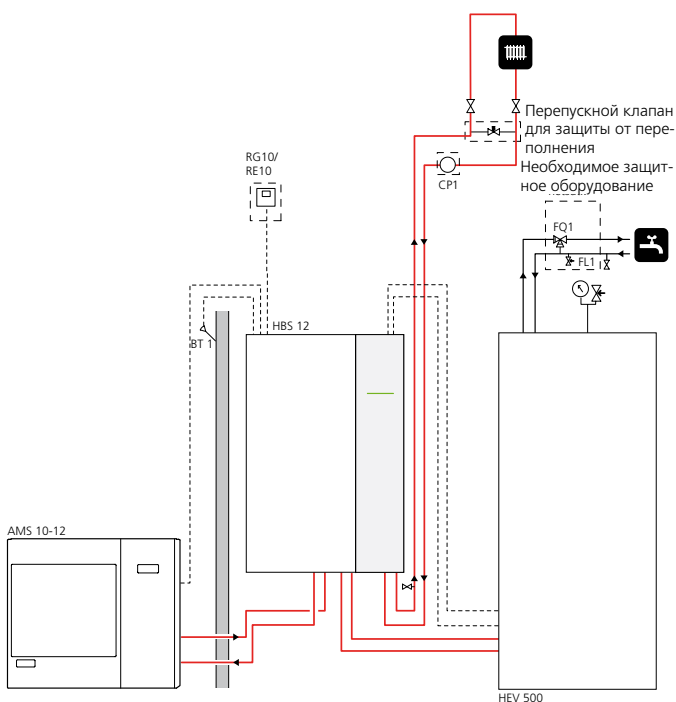 Перепускной клапан
для защиты от пере-
полнения
Необходимое защит-
ное оборудование
RG10/
RE10
CP1
FQ1
FL1
HBS 12
BT 1
AMS 10-12
HEV 500